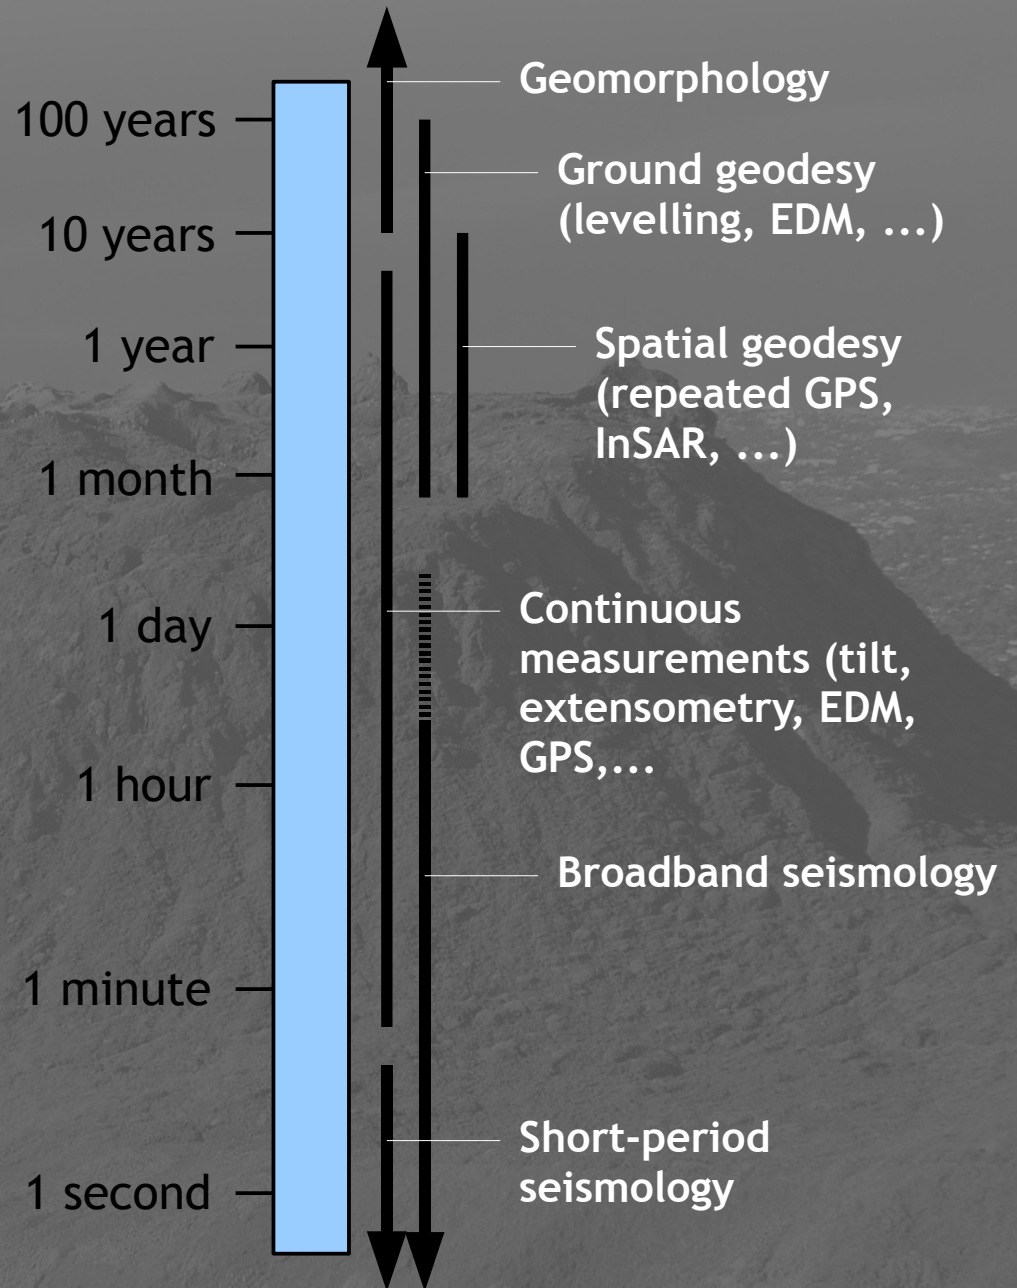 Geomorphology
100 years
Ground geodesy
(levelling, EDM, ...)
10 years
1 year
Spatial geodesy
(repeated GPS,
InSAR, ...)
1 month
1 day
Continuous
measurements (tilt,
extensometry, EDM,
GPS,...
1 hour
Broadband seismology
1 minute
Short-period
seismology
1 second